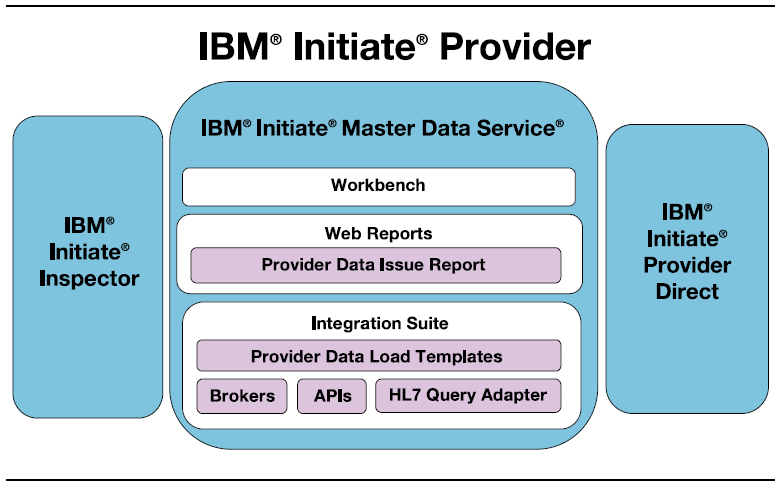 IBM® Initiate® Provider
IBM® Initiate® Master Data Service®
IBM®
Initiate®
Inspector
Workbench
Web Reports
Provider Data Issue Report
Integration Suite
Provider Data Load Templates
Brokers
APIs
HL7 Query Adapter
IBM®
Initiate®
Provider
Direct